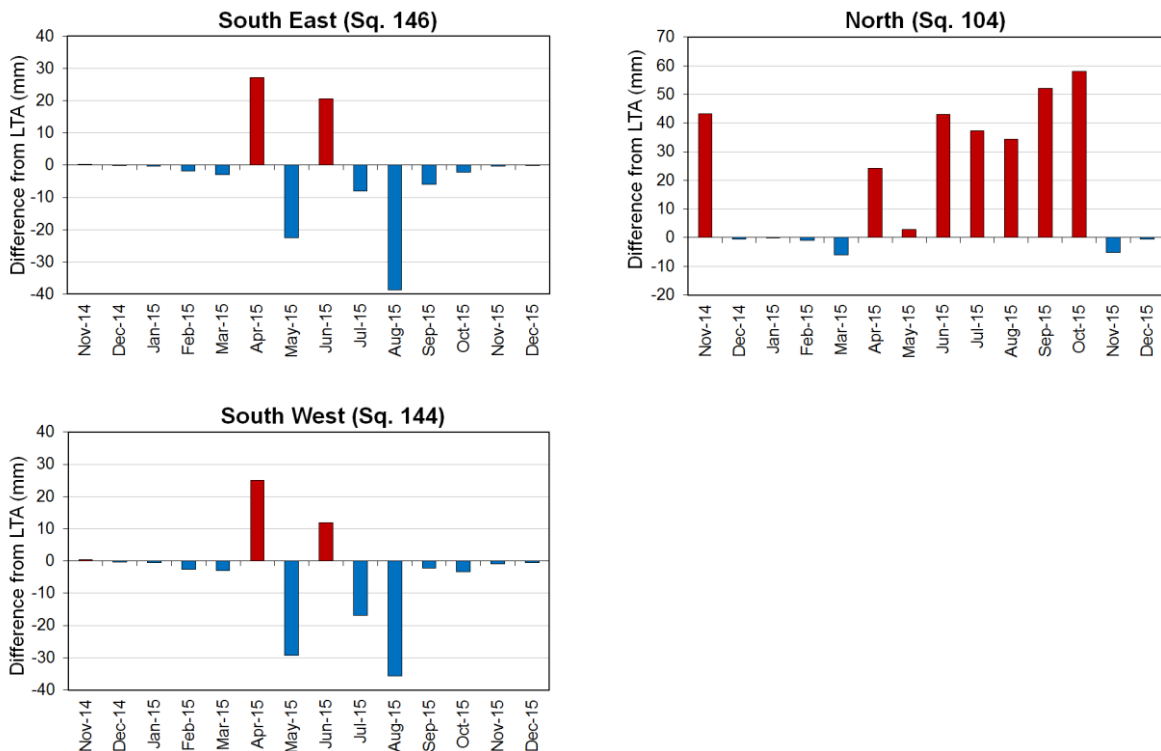 South East (Sq. 146)
Difference from LTA (mm)
40
30
20
10
0
-10
-20
-30
-40
Nov-14
Dec-14
Jan-15
Feb-15
Mar-15
Apr-15
May-15
Jun-15
Jul-15
Aug-15
Sep-15
Oct-15
Nov-15
Dec-15
North (Sq. 104)
Difference from LTA (mm)
70
60
50
40
30
20
10
0
-10
-20
Nov-14
Dec-14
Jan-15
Feb-15
Mar-15
Apr-15
May-15
Jun-15
Jul-15
Aug-15
Sep-15
Oct-15
Nov-15
Dec-15
South West (Sq. 144)
Difference from LTA (mm)
40
30
20
10
0
-10
-20
-30
-40
Nov-14
Dec-14
Jan-15
Feb-15
Mar-15
Apr-15
May-15
Jun-15
Jul-15
Aug-15
Sep-15
Oct-15
Nov-15
Dec-15